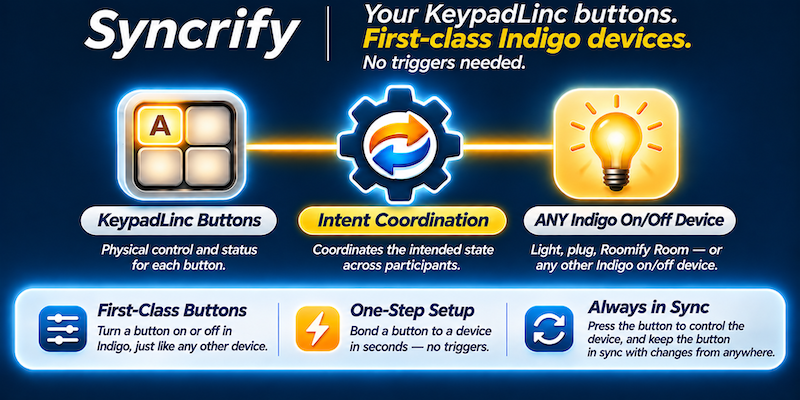 Syncrify
Your KeypadLinc buttons.
First-class Indigo devices.
No triggers needed.
A
KeypadLinc Buttons
Physical control and status
for each button.
Intent Coordination
Coordinates the intended state
across participants.
ANY Indigo On/Off Device
Light, plug, Roomify Room — or
any other Indigo on/off device.
First-Class Buttons
Turn a button on or off in
Indigo, just like any other device.
One-Step Setup
Bond a button to a device
in seconds — no triggers.
Always in Sync
Press the button to control the
device, and keep the button
in sync with changes from anywhere.